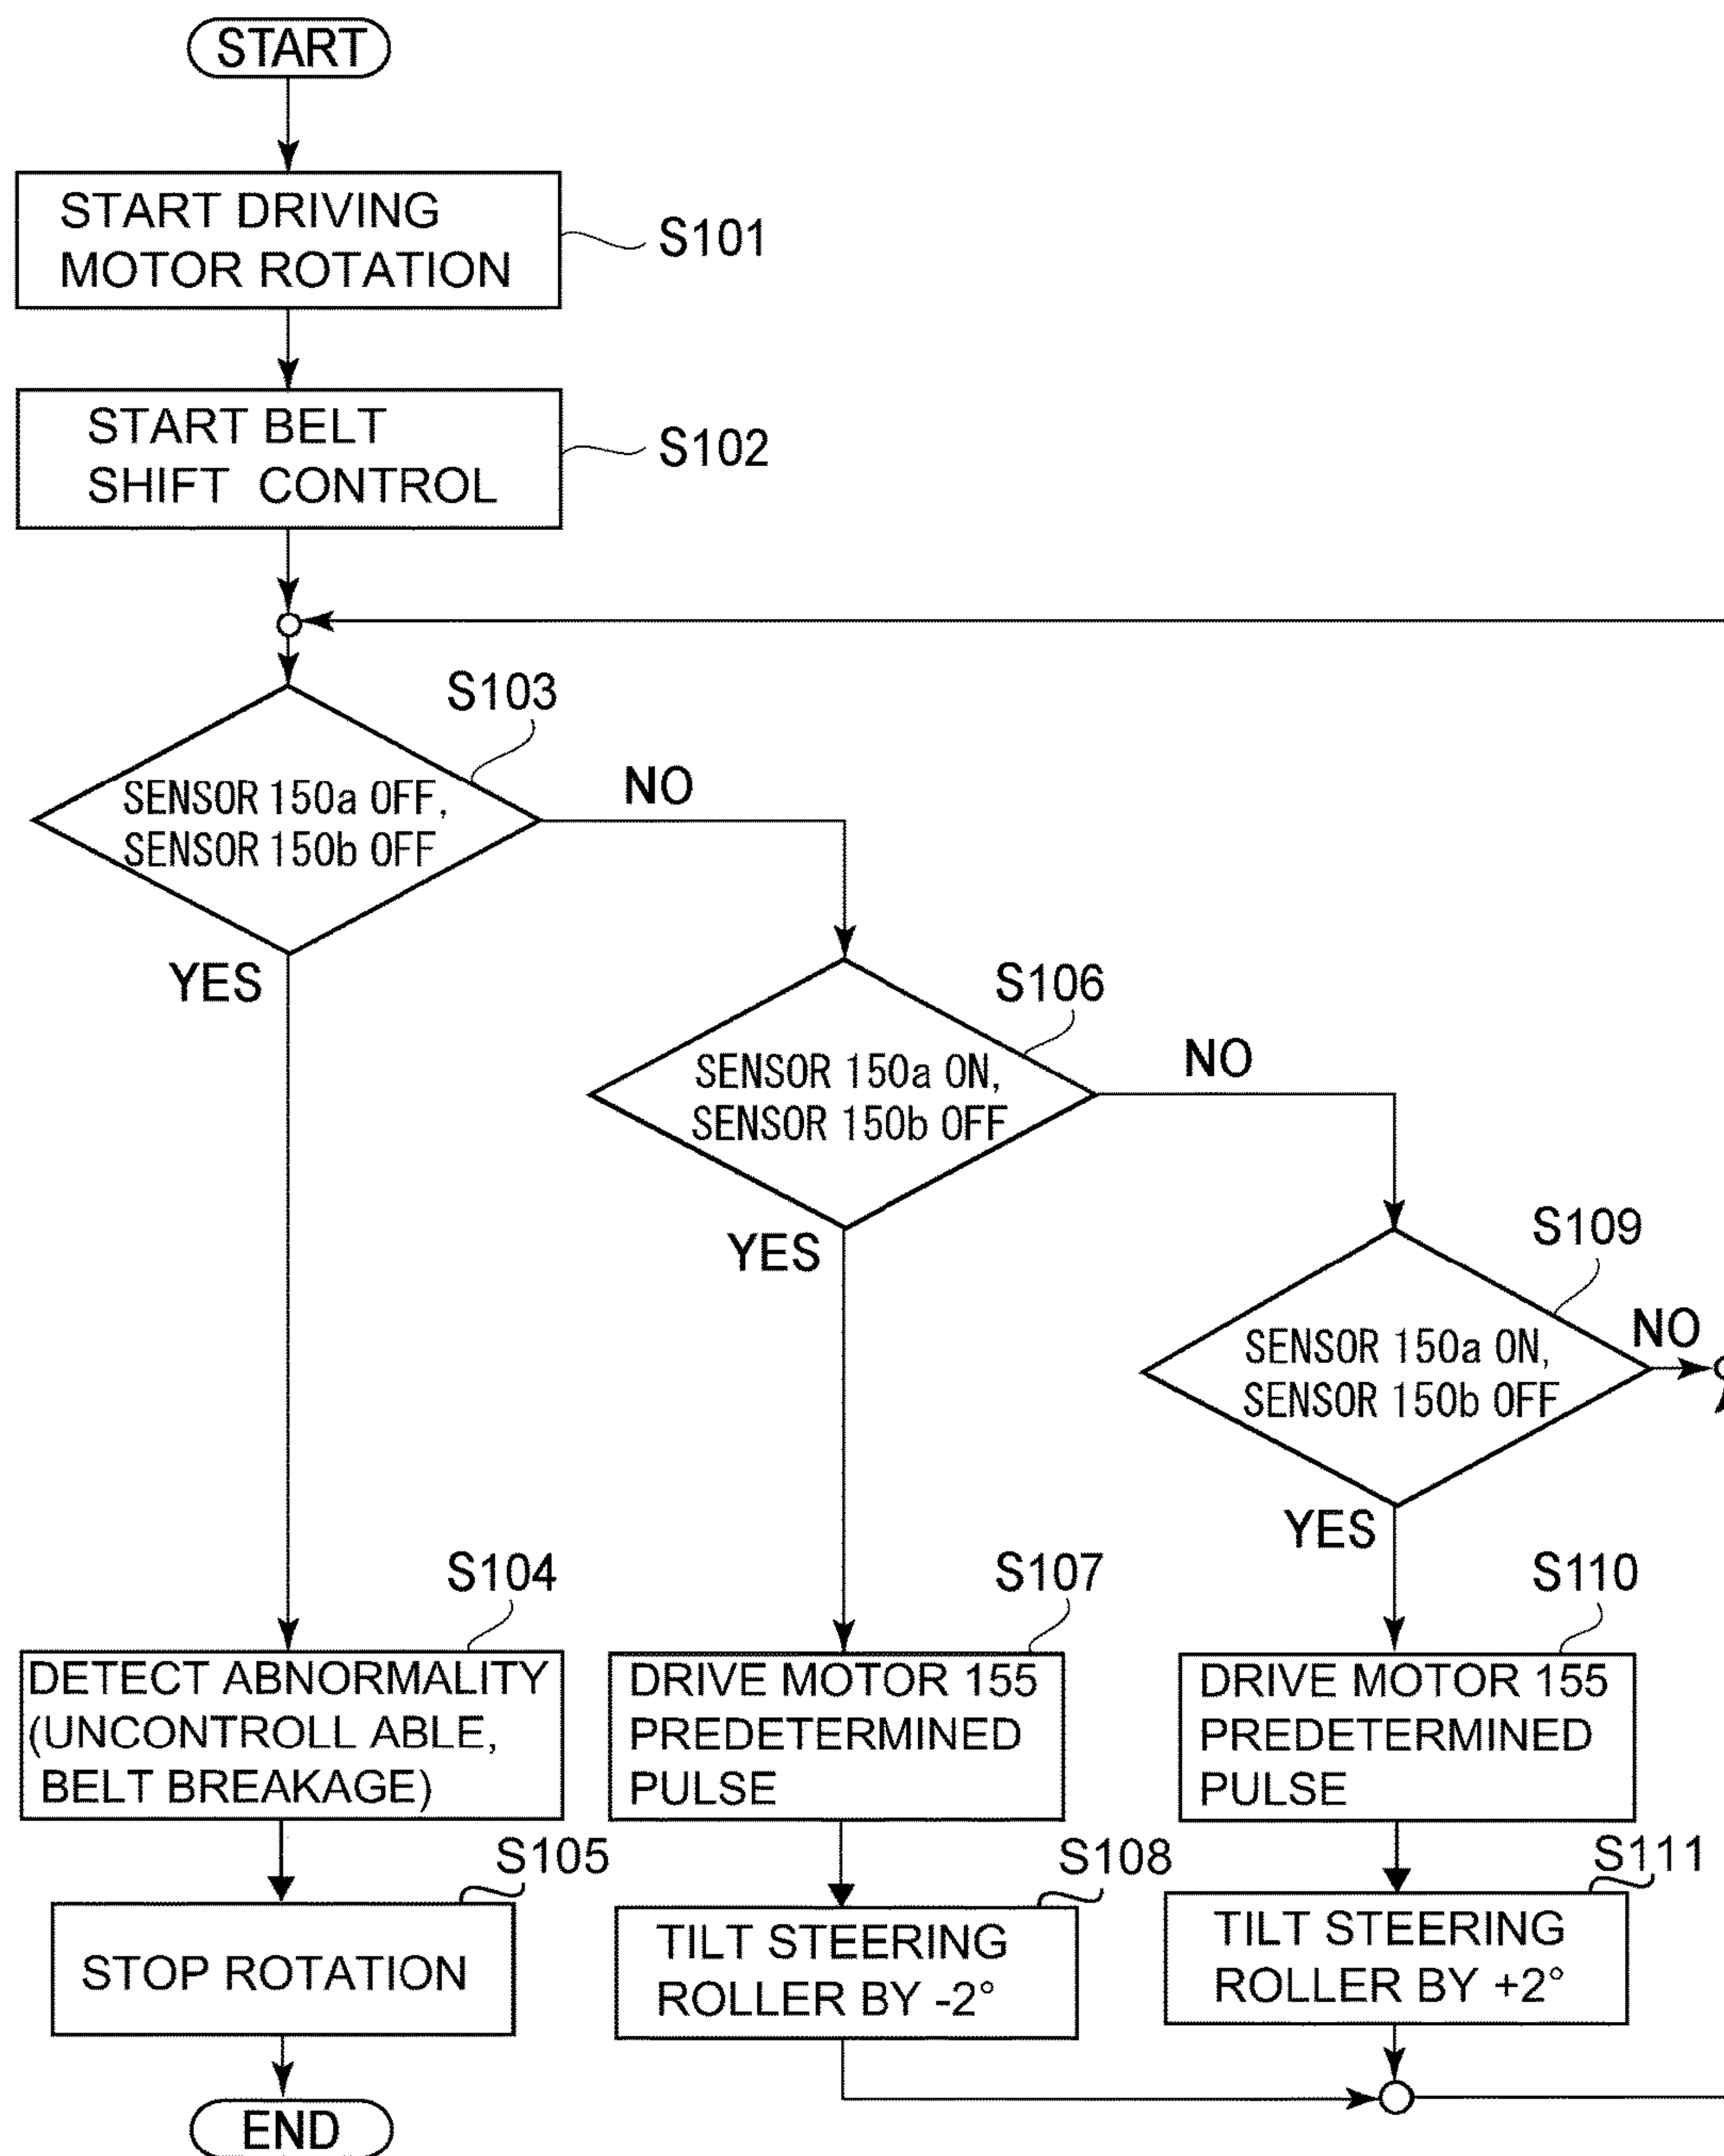 START
START DRIVING
MOTOR ROTATION
S101
START BELT
SHIFT CONTROL
S102
S103
SENSOR 150a OFF,
SENSOR 150b OFF
NO
YES
S106
SENSOR 150a ON,
SENSOR 150b OFF
NO
YES
S109
SENSOR 150a ON,
SENSOR 150b OFF
NO
YES
S104
DETECT ABNORMALITY
(UNCONTROLL ABLE,
BELT BREAKAGE)
S107
DRIVE MOTOR 155
PREDETERMINED
PULSE
S110
DRIVE MOTOR 155
PREDETERMINED
PULSE
S105
STOP ROTATION
S108
TILT STEERING
ROLLER BY -2°
S111
TILT STEERING
ROLLER BY +2°
END